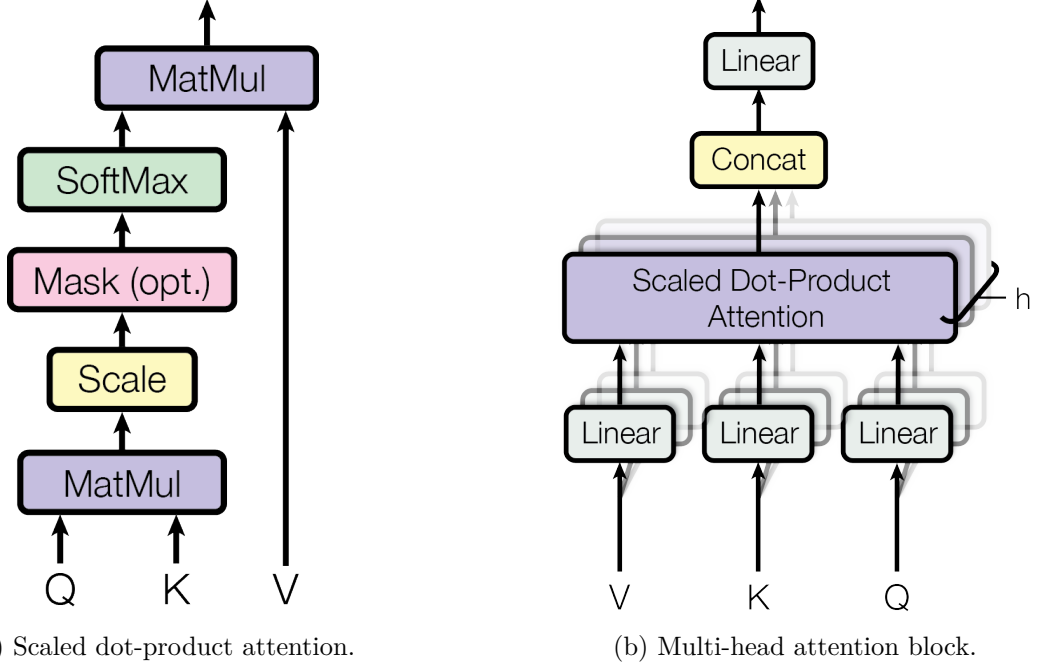 MatMul
SoftMax
Mask (opt.)
Scale
MatMul
Q K V
) Scaled dot-product attention.
Linear
Concat
Scaled Dot-Product
Attention
h
Linear Linear Linear
V K Q
(b) Multi-head attention block.